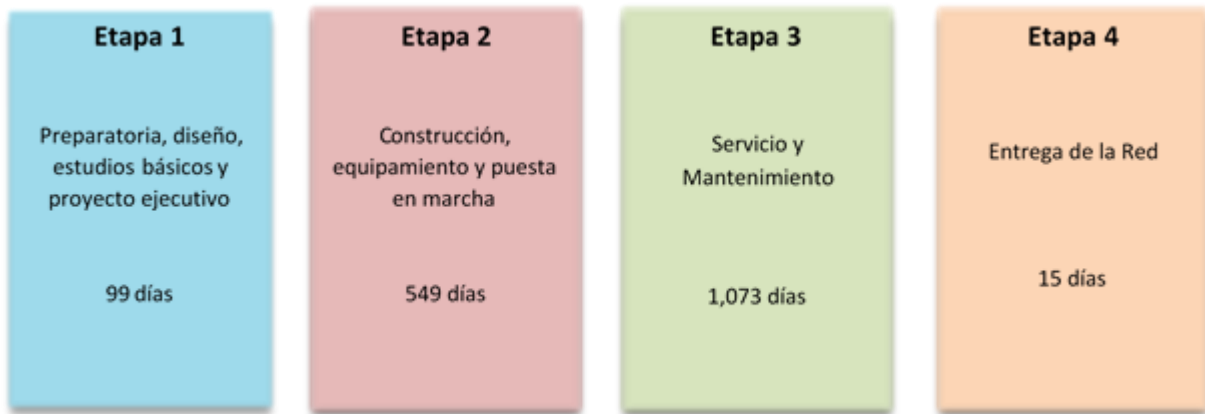 Etapa 1
Preparatoria, diseño,
estudios básicos y
proyecto ejecutivo
99 días
Etapa 2
Construcción,
equipamiento y puesta
en marcha
549 días
Etapa 3
Servicio y
Mantenimiento
1,073 días
Etapa 4
Entrega de la Red
15 días